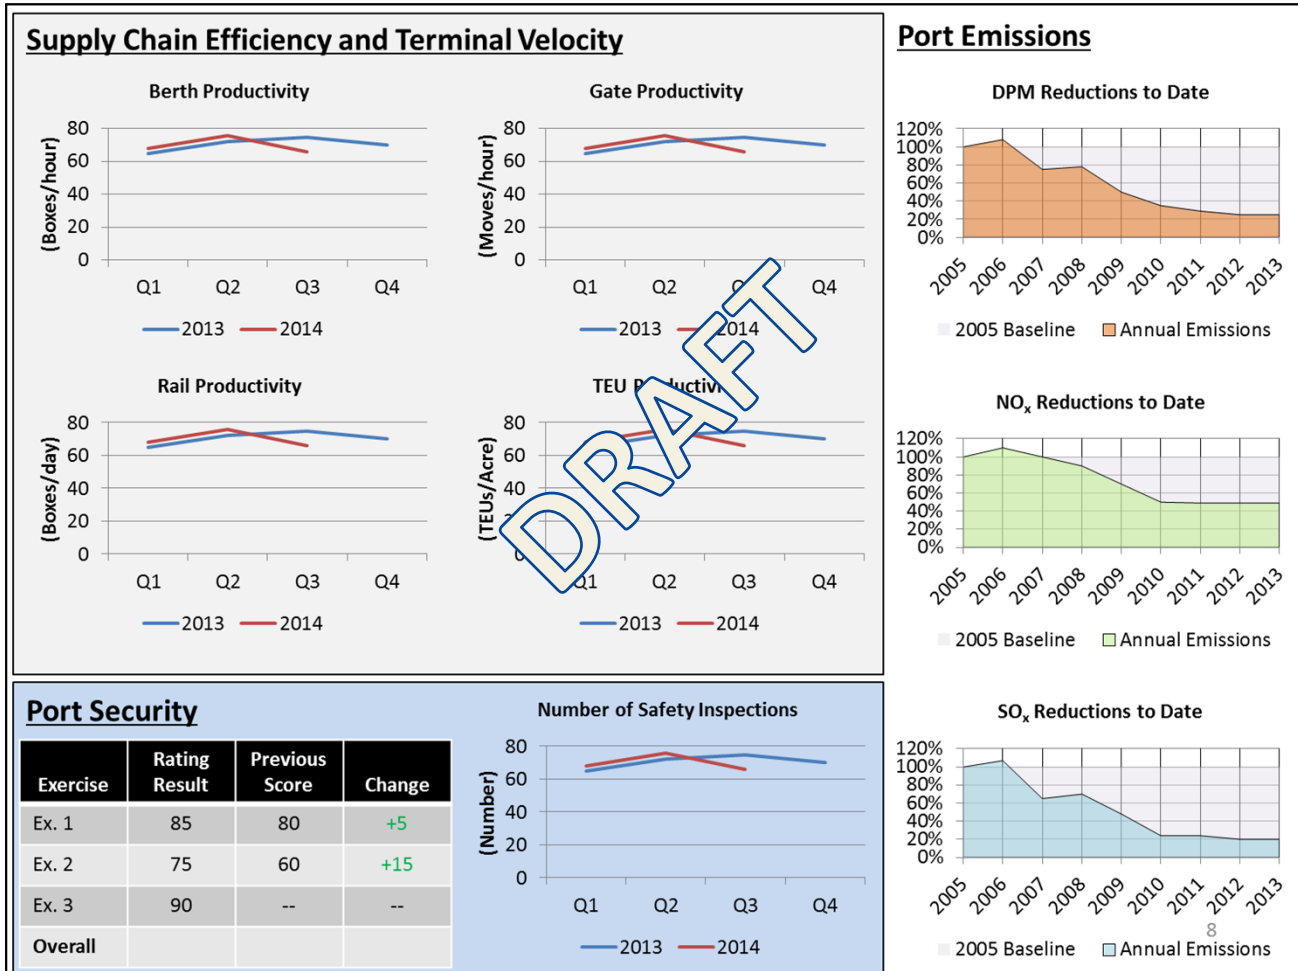 Supply Chain Efficiency and Terminal Velocity
Berth Productivity
(Boxes/hour)
80
60
40
20
0
Q1 Q2 Q3 Q4
2013 2014
Gate Productivity
(Moves/hour)
80
60
40
20
0
Q1 Q2 Q4
2013 2014
Rail Productivity
(Boxes/day)
80
60
40
20
0
Q1 Q2 Q3 Q4
2013 2014
TEU Productivi
(TEUs/Acre)
80
60
40
0
Q1 Q2 Q3 Q4
2013 2014
DRAFT
Port Security
Exercise Rating Result Previous Score Change
Ex. 1 85 80 +5
Ex. 2 75 60 +15
Ex. 3 90 -- --
Overall
Number of Safety Inspections
(Number)
80
60
40
20
0
Q1 Q2 Q3 Q4
2013 2014
Port Emissions
DPM Reductions to Date
120%
100%
80%
60%
40%
20%
0%
2005 2006 2007 2008 2009 2010 2011 2012 2013
2005 Baseline Annual Emissions
NOx Reductions to Date
120%
100%
80%
60%
40%
20%
0%
2005 2006 2007 2008 2009 2010 2011 2012 2013
2005 Baseline Annual Emissions
SOx Reductions to Date
120%
100%
80%
60%
40%
20%
0%
2005 2006 2007 2008 2009 2010 2011 2012 2013
2005 Baseline Annual Emissions
8